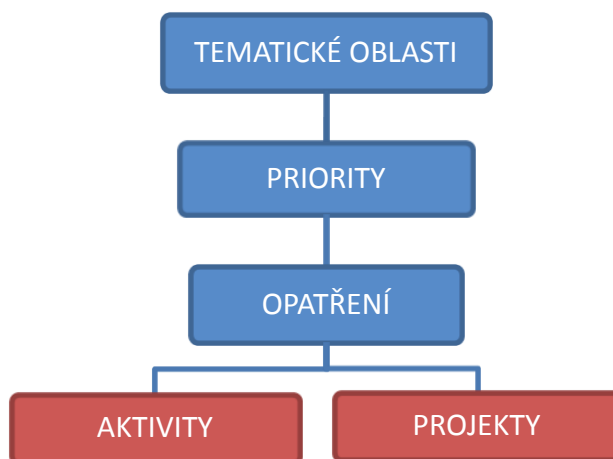 TEMATICKÉ OBLASTI
PRIORITY
OPATŘENÍ
AKTIVITY
PROJEKTY